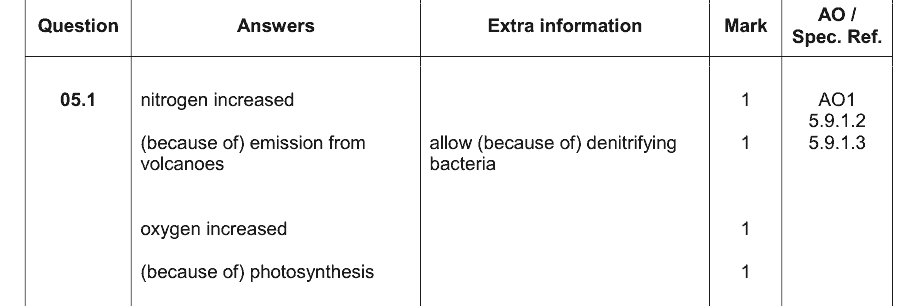 Question Answers Extra information Mark AO /
Spec. Ref.
05.1 nitrogen increased 1 AO1
5.9.1.2
(because of) emission from allow (because of) denitrifying 1 5.9.1.3
volcanoes bacteria
oxygen increased 1
(because of) photosynthesis 1